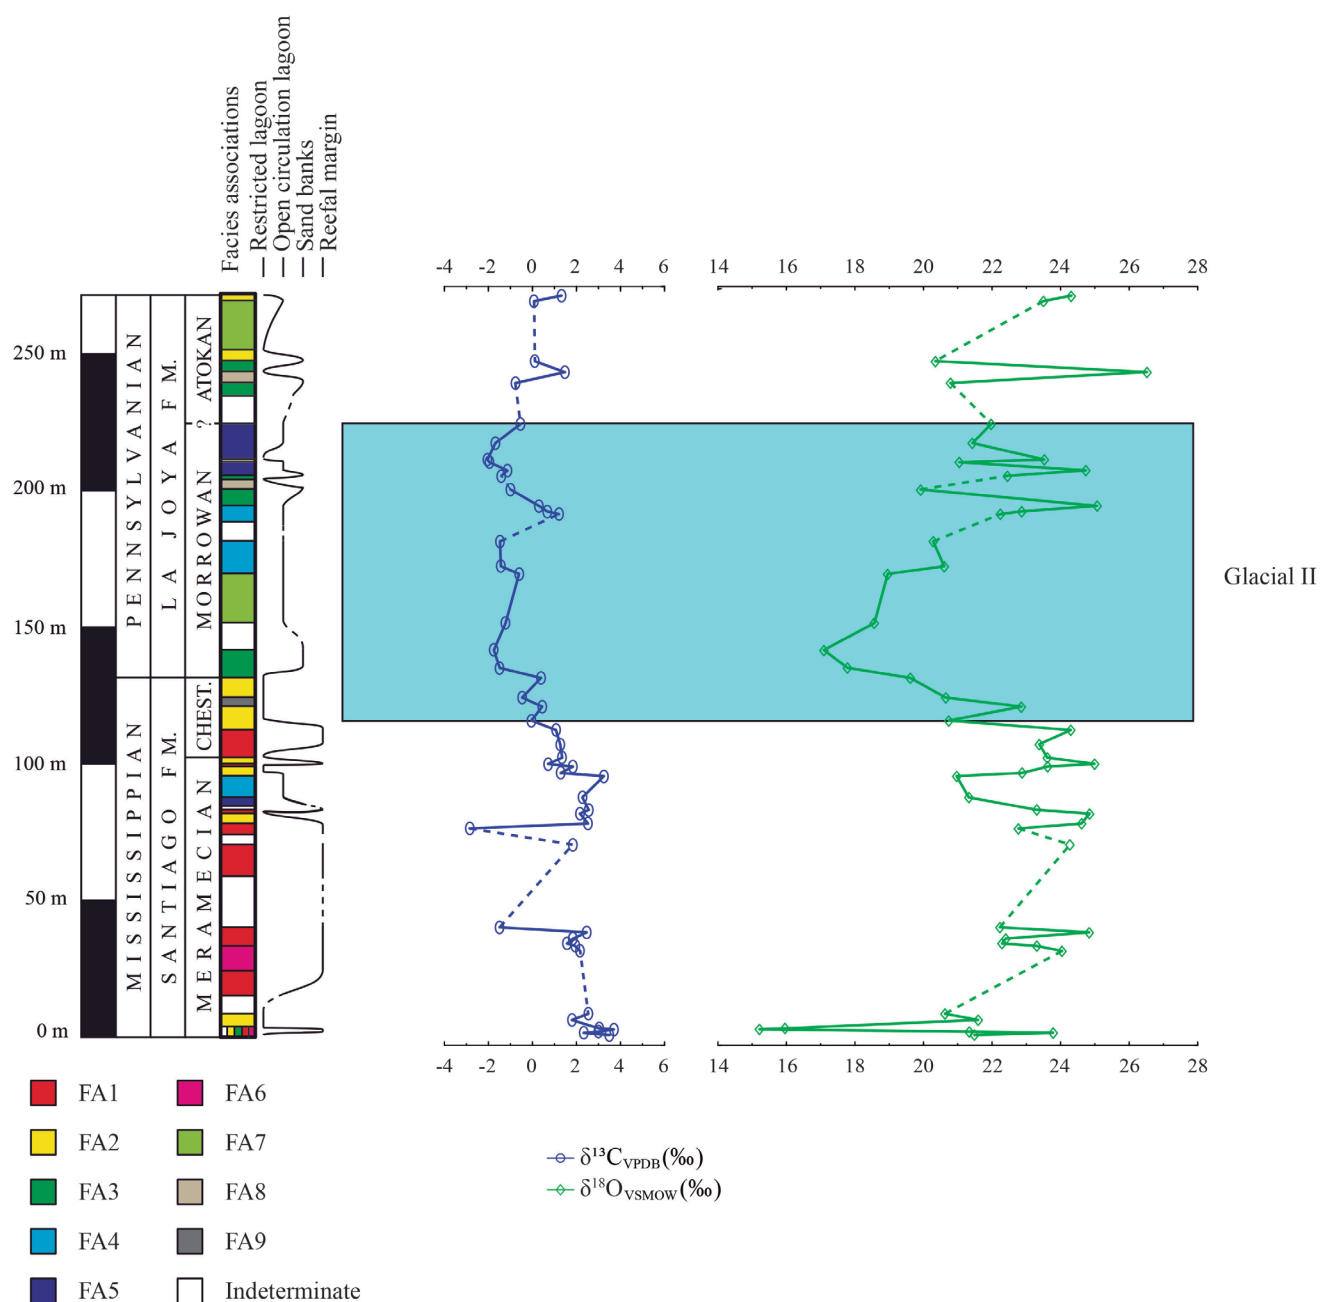 Facies associations
Restricted lagoon
Open circulation lagoon
Sand banks
Reefal margin
-4 -2 0 2 4 6
14 16 18 20 22 24 26 28
250 m
200 m
150 m
100 m
50 m
0 m
PENNSYLVANIAN
MISSISSIPPIAN
LA JOYA FM.
SANTIAGO FM.
ATOKAN
?
MORROWAN
CHEST.
MERAMECIAN
Glacial II
-4 -2 0 2 4 6
14 16 18 20 22 24 26 28
FA1
FA2
FA3
FA4
FA5
FA6
FA7
FA8
FA9
Indeterminate
δ¹³CVPDB(‰)
δ¹⁸OVSMOW(‰)